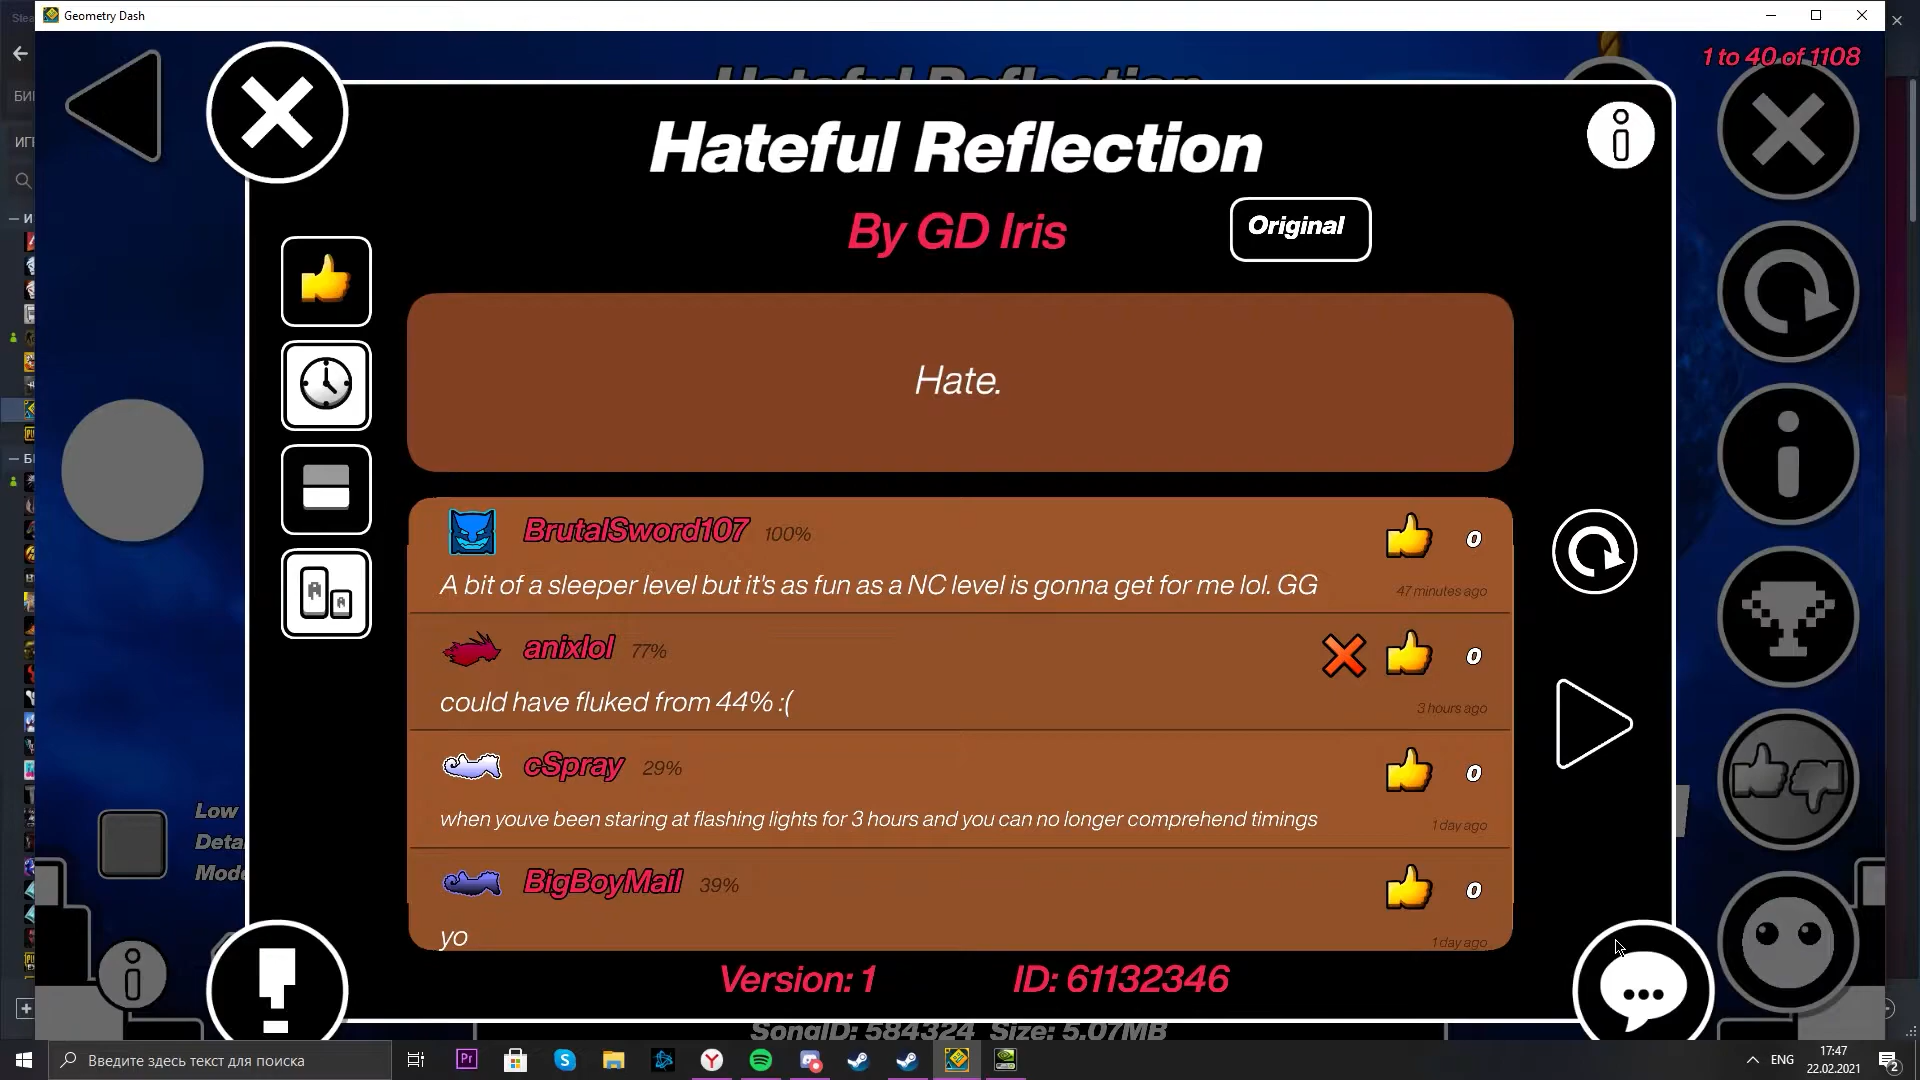 Geometry Dash
1 to 40 of 1108
Hateful Reflection
By GD Iris
Original
Hate.
BrutalSword107 100%
0
A bit of a sleeper level but it's as fun as a NC level is gonna get for me lol. GG
47 minutes ago
anixlol 77%
0
could have fluked from 44% :(
3 hours ago
cSpray 29%
0
when youve been staring at flashing lights for 3 hours and you can no longer comprehend timings
1 day ago
BigBoyMail 39%
0
yo
1 day ago
Low
Detai
Mode
Version: 1
ID: 61132346
SongID: 584324 Size: 5.07MB
Введите здесь текст для поиска
Pr
ENG
17:47
22.02.2021
2